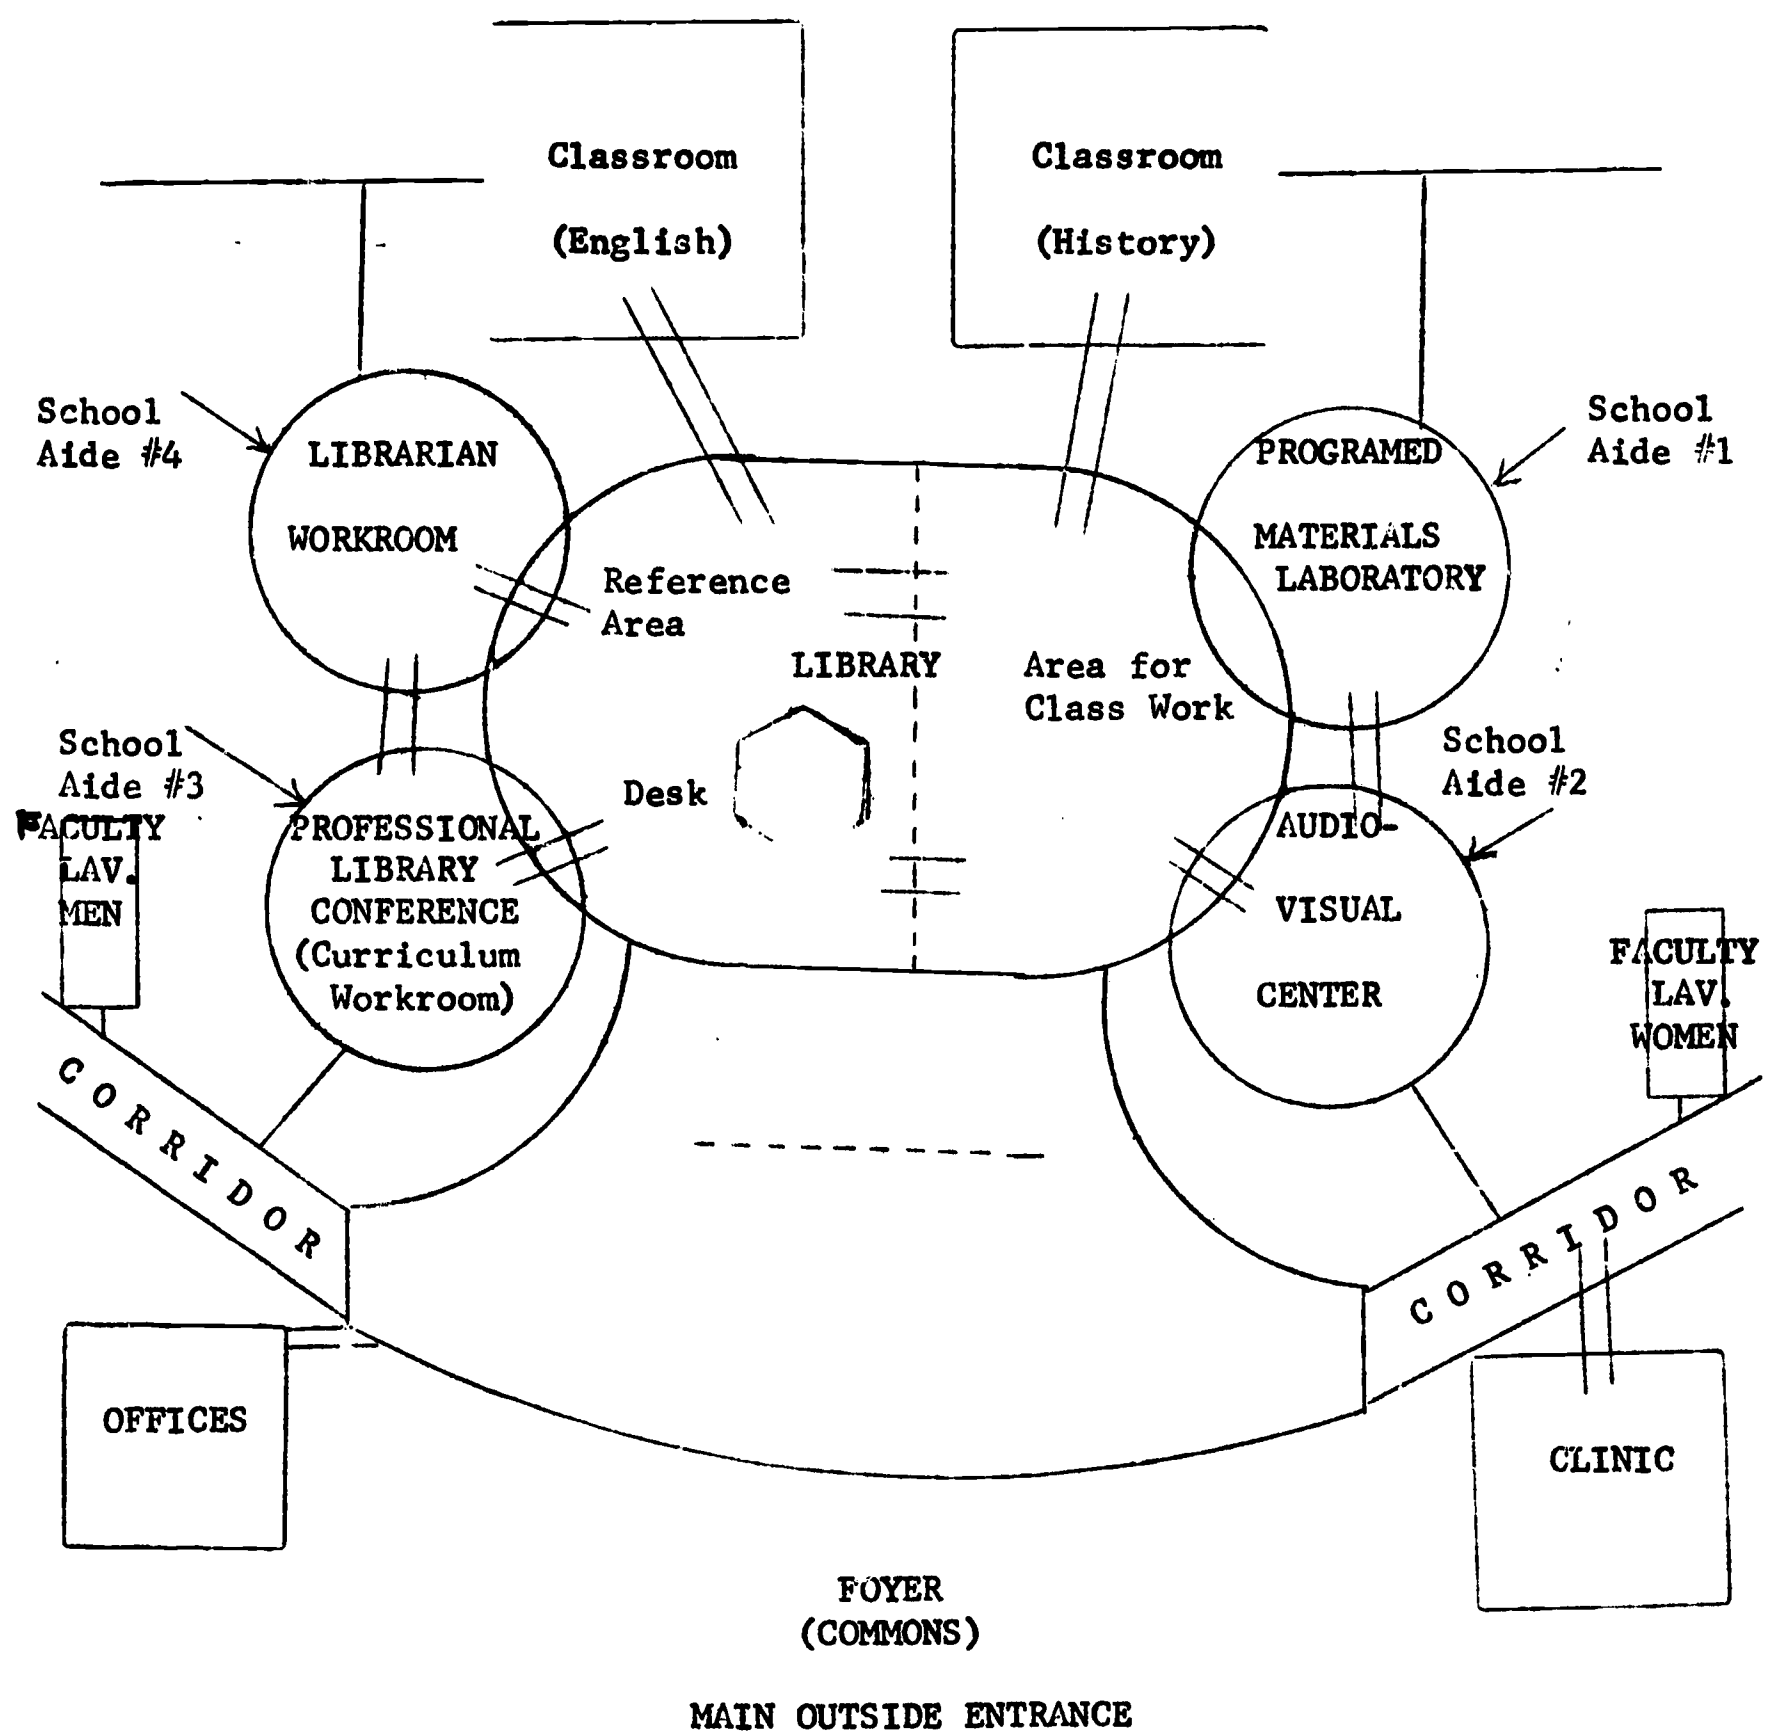 Classroom
(English)
Classroom
(History)
School
Aide #4
LIBRARIAN
WORKROOM
PROGRAMED
MATERIALS
LABORATORY
School
Aide #1
Reference
Area
LIBRARY
Area for
Class Work
Desk
School
Aide #3
School
Aide #2
FACULTY
LAV.
MEN
PROFESSIONAL
LIBRARY
CONFERENCE
(Curriculum
Workroom)
AUDIO-
VISUAL
CENTER
FACULTY
LAV.
WOMEN
CORRIDOR
CORRIDOR
OFFICES
CLINIC
FOYER
(COMMONS)
MAIN OUTSIDE ENTRANCE